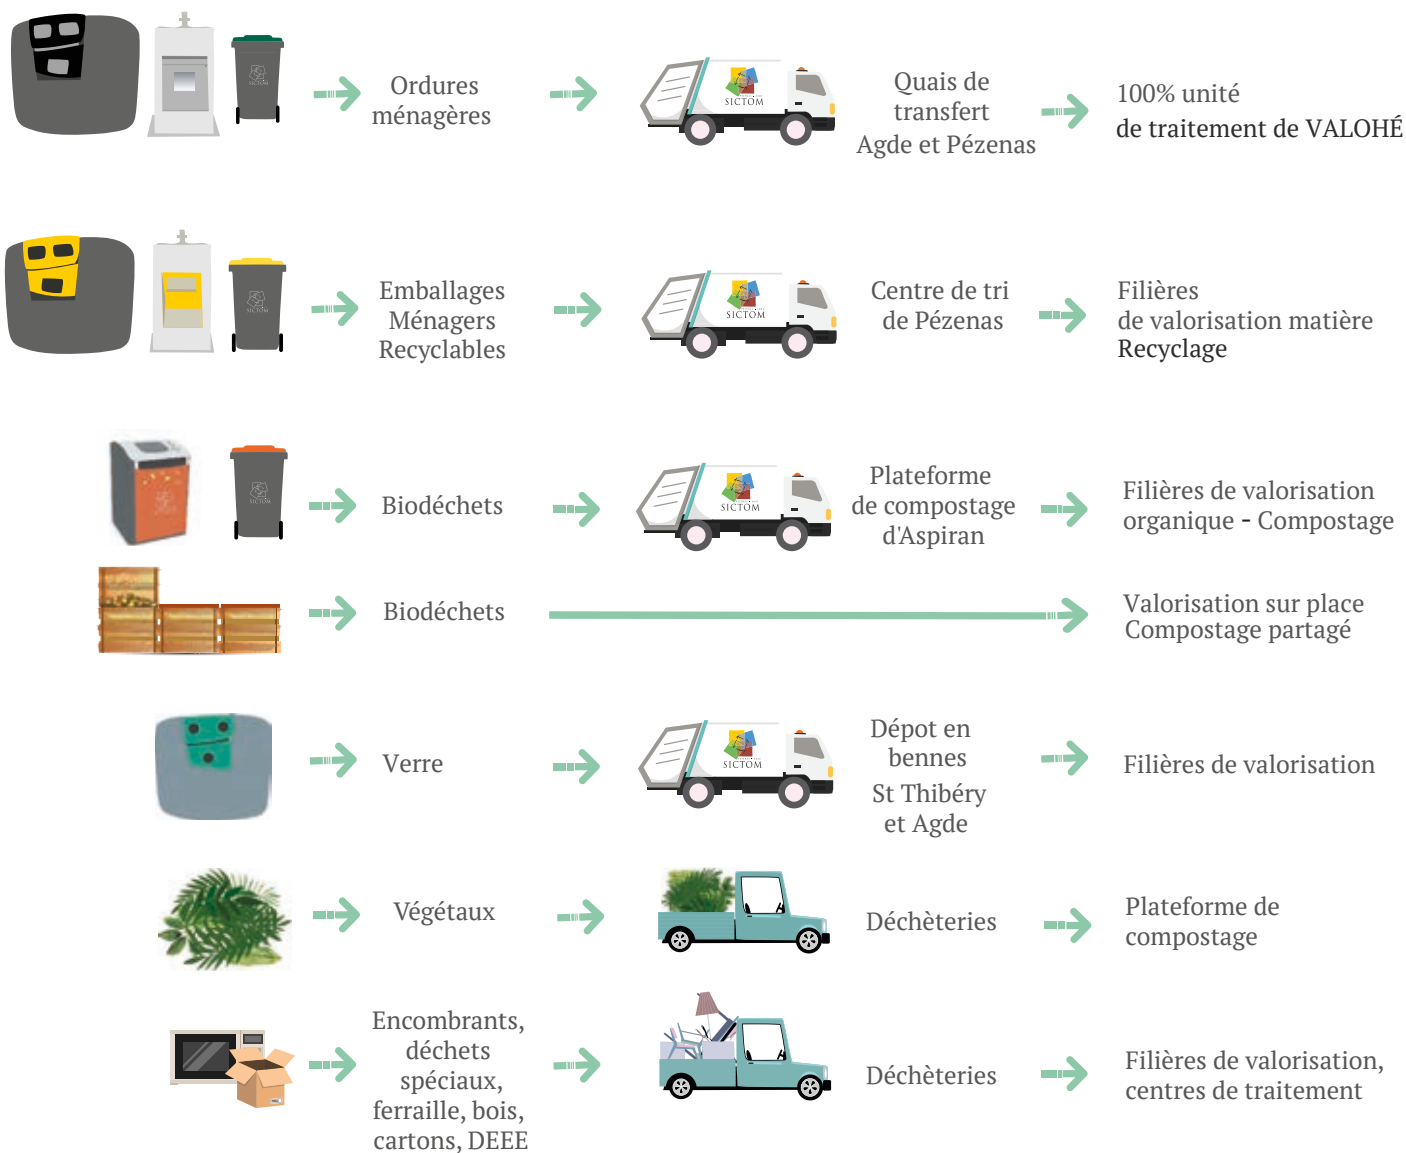 Ordures
ménagères
SICTOM
SICTOM
Quais de
transfert
Agde et Pézenas
100% unité
de traitement de VALOHÉ
Emballages
Ménagers
Recyclables
SICTOM
SICTOM
Centre de tri
de Pézenas
Filières
de valorisation matière
Recyclage
Biodéchets
SICTOM
SICTOM
Plateforme
de compostage
d'Aspiran
Filières de valorisation
organique - Compostage
Biodéchets
Valorisation sur place
Compostage partagé
Verre
SICTOM
Dépot en
bennes
St Thibéry
et Agde
Filières de valorisation
Végétaux
Déchèteries
Plateforme de
compostage
Encombrants,
déchets
spéciaux,
ferraille, bois,
cartons, DEEE
Déchèteries
Filières de valorisation,
centres de traitement